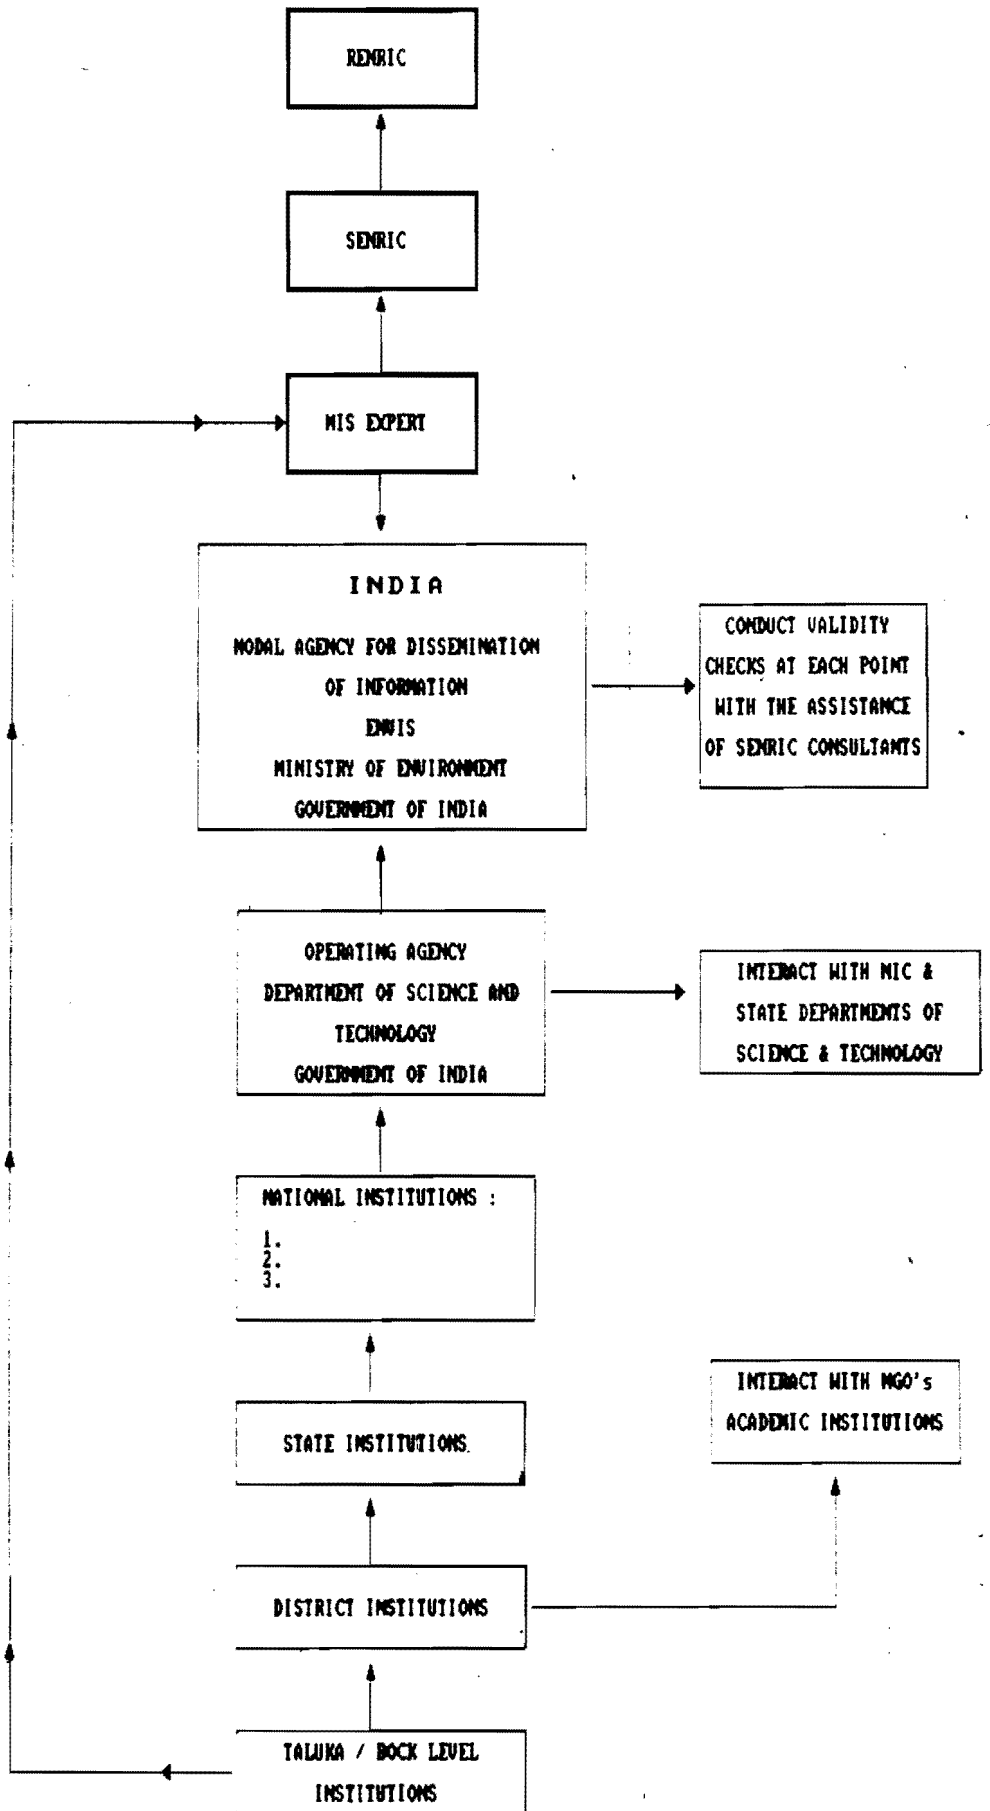 REMRIC
SENRIC
MIS EXPERT
INDIA
NODAL AGENCY FOR DISSEMINATION
OF INFORMATION
ENVIS
MINISTRY OF ENVIRONMENT
GOVERNMENT OF INDIA
CONDUCT VALIDITY
CHECKS AT EACH POINT
WITH THE ASSISTANCE
OF SENRIC CONSULTANTS
OPERATING AGENCY
DEPARTMENT OF SCIENCE AND
TECHNOLOGY
GOVERNMENT OF INDIA
INTERACT WITH NIC &
STATE DEPARTMENTS OF
SCIENCE & TECHNOLOGY
NATIONAL INSTITUTIONS :
1.
2.
3.
INTERACT WITH NGO's
ACADEMIC INSTITUTIONS
STATE INSTITUTIONS
DISTRICT INSTITUTIONS
TALUKA / BOCK LEVEL
INSTITUTIONS